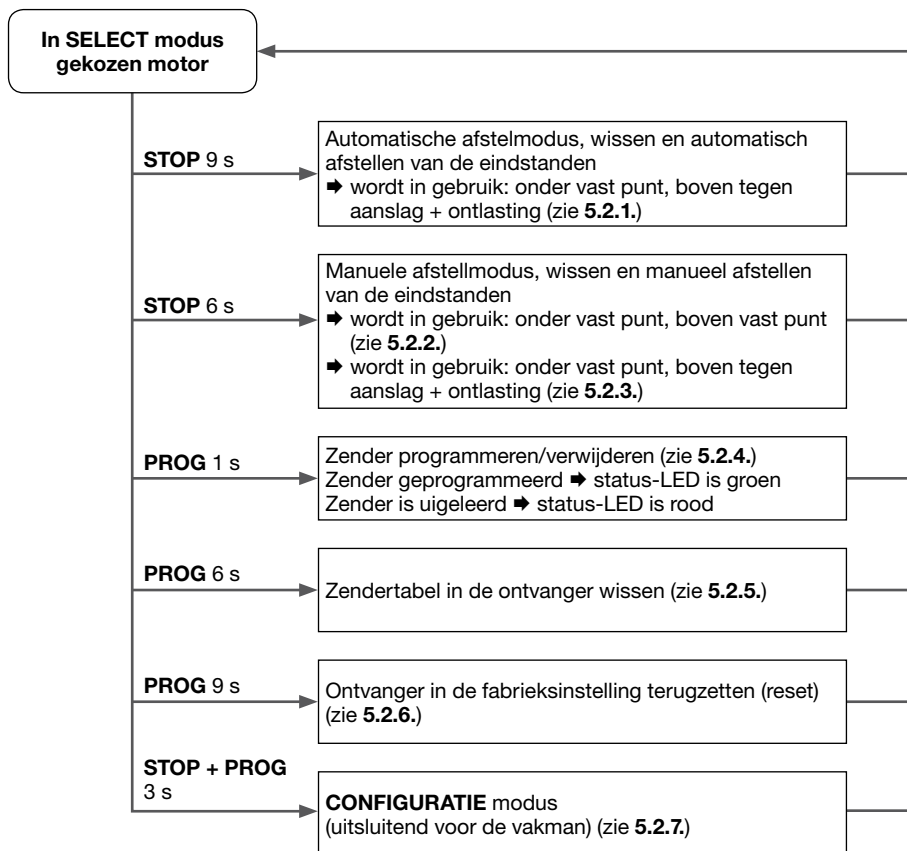 In SELECT modus
gekozen motor
STOP 9 s
Automatische afstelmodus, wissen en automatisch
afstellen van de eindstanden
➡ wordt in gebruik: onder vast punt, boven tegen
aanslag + ontlasting (zie 5.2.1.)
STOP 6 s
Manuele afstellmodus, wissen en manueel afstellen
van de eindstanden
➡ wordt in gebruik: onder vast punt, boven vast punt
(zie 5.2.2.)
➡ wordt in gebruik: onder vast punt, boven tegen
aanslag + ontlasting (zie 5.2.3.)
PROG 1 s
Zender programmeren/verwijderen (zie 5.2.4.)
Zender geprogrammeerd ➡ status-LED is groen
Zender is uigeleerd ➡ status-LED is rood
PROG 6 s
Zendertabel in de ontvanger wissen (zie 5.2.5.)
PROG 9 s
Ontvanger in de fabrieksinstelling terugzetten (reset)
(zie 5.2.6.)
STOP + PROG
3 s
CONFIGURATIE modus
(uitsluitend voor de vakman) (zie 5.2.7.)